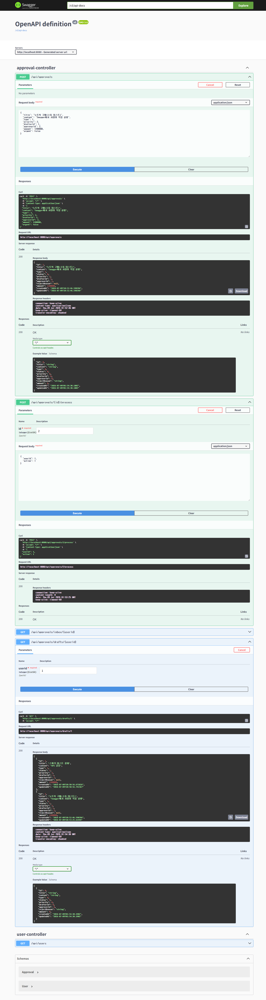 Swagger
Supported by SMARTBEAR
/v3/api-docs
Explore
OpenAPI definition
v0
OAS 3.0
/v3/api-docs
Servers
http://localhost:8080 - Generated server url
approval-controller
POST
/api/approvals
Parameters
Cancel
Reset
No parameters
Request body required
application/json
{
"title": "노트북 구매(수동 테스트)",
"content": "Swagger에서 사람이 직접 실행",
"type": 1,
"priority": 2,
"drafterId": 1,
"approverId": 2,
"amount": 1200000,
"urgent": false
}
Execute
Clear
Responses
Curl
curl -X 'POST' \
'http://localhost:8080/api/approvals' \
-H 'accept: */*' \
-H 'Content-Type: application/json' \
-d '{
"title": "노트북 구매(수동 테스트)",
"content": "Swagger에서 사람이 직접 실행",
"type": 1,
"priority": 2,
"drafterId": 1,
"approverId": 2,
"amount": 1200000,
"urgent": false
}'
Request URL
http://localhost:8080/api/approvals
Server response
Code
Details
200
Response body
{
"id": 2,
"title": "노트북 구매(수동 테스트)",
"content": "Swagger에서 사람이 직접 실행",
"type": 1,
"status": 0,
"priority": 2,
"drafterId": 1,
"approverId": 2,
"rejectReason": null,
"amount": 1200000,
"createdAt": "2026-07-09T10:52:46.598396",
"updatedAt": "2026-07-09T10:52:46.598396"
}
Download
Response headers
connection: keep-alive
content-type: application/json
date: Thu,09 Jul 2026 01:52:46 GMT
keep-alive: timeout=60
transfer-encoding: chunked
Responses
Code
Description
Links
200
OK
No links
Media type
*/*
Controls Accept header.
Example Value
Schema
{
"id": 0,
"title": "string",
"content": "string",
"type": 0,
"status": 0,
"priority": 0,
"drafterId": 0,
"approverId": 0,
"rejectReason": "string",
"amount": 0,
"createdAt": "2026-07-09T01:54:30.180Z",
"updatedAt": "2026-07-09T01:54:30.180Z"
}
POST
/api/approvals/{id}/process
Parameters
Cancel
Reset
Name
Description
id * required
integer($int64)
(path)
2
Request body required
application/json
{
"userId": 1,
"action": 1
}
Execute
Clear
Responses
Curl
curl -X 'POST' \
'http://localhost:8080/api/approvals/2/process' \
-H 'accept: */*' \
-H 'Content-Type: application/json' \
-d '{
"userId": 1,
"action": 1
}'
Request URL
http://localhost:8080/api/approvals/2/process
Server response
Code
Details
200
Response headers
connection: keep-alive
content-length: 0
date: Thu,09 Jul 2026 01:53:25 GMT
keep-alive: timeout=60
Responses
Code
Description
Links
200
OK
No links
GET
/api/approvals/inbox/{userId}
GET
/api/approvals/drafts/{userId}
Parameters
Cancel
Name
Description
userId * required
integer($int64)
(path)
1
Execute
Clear
Responses
Curl
curl -X 'GET' \
'http://localhost:8080/api/approvals/drafts/1' \
-H 'accept: */*'
Request URL
http://localhost:8080/api/approvals/drafts/1
Server response
Code
Details
200
Response body
[
{
"id": 1,
"title": "스웨거 테스트 결재",
"content": "API 검증",
"type": 1,
"status": 2,
"priority":
"drafterId": 1,
"approverId": 2,
"rejectReason": null,
"amount": 1200000,
"createdAt": "2026-07-09T10:50:56.671826",
"updatedAt": "2026-07-09T10:50:56.742367"
},
{
"id": 2,
"title": "노트북 구매(수동 테스트)",
"content": "Swagger에서 사람이 직접 실행",
"type": 1,
"status": 1,
"priority": 2,
"drafterId": 1,
"approverId": 2,
"rejectReason": null,
"amount": 1200000,
"createdAt": "2026-07-09T10:52:46.598396",
"updatedAt": "2026-07-09T10:53:25.61444"
Download
Response headers
connection: keep-alive
content-type: application/json
date: Thu,09 Jul 2026 01:54:30 GMT
keep-alive: timeout=60
transfer-encoding: chunked
Responses
Code
Description
Links
200
OK
No links
Media type
*/*
Controls Accept header.
Example Value
Schema
[
{
"id": 0,
"title": "string",
"content": "string",
"type": 0,
"status": 0,
"priority": 0,
"drafterId": 0,
"approverId": 0,
"rejectReason": "string",
"amount": 0,
"createdAt": "2026-07-09T01:54:30.190Z",
"updatedAt": "2026-07-09T01:54:30.190Z"
}
]
user-controller
GET
/api/users
Schemas
Approval
User